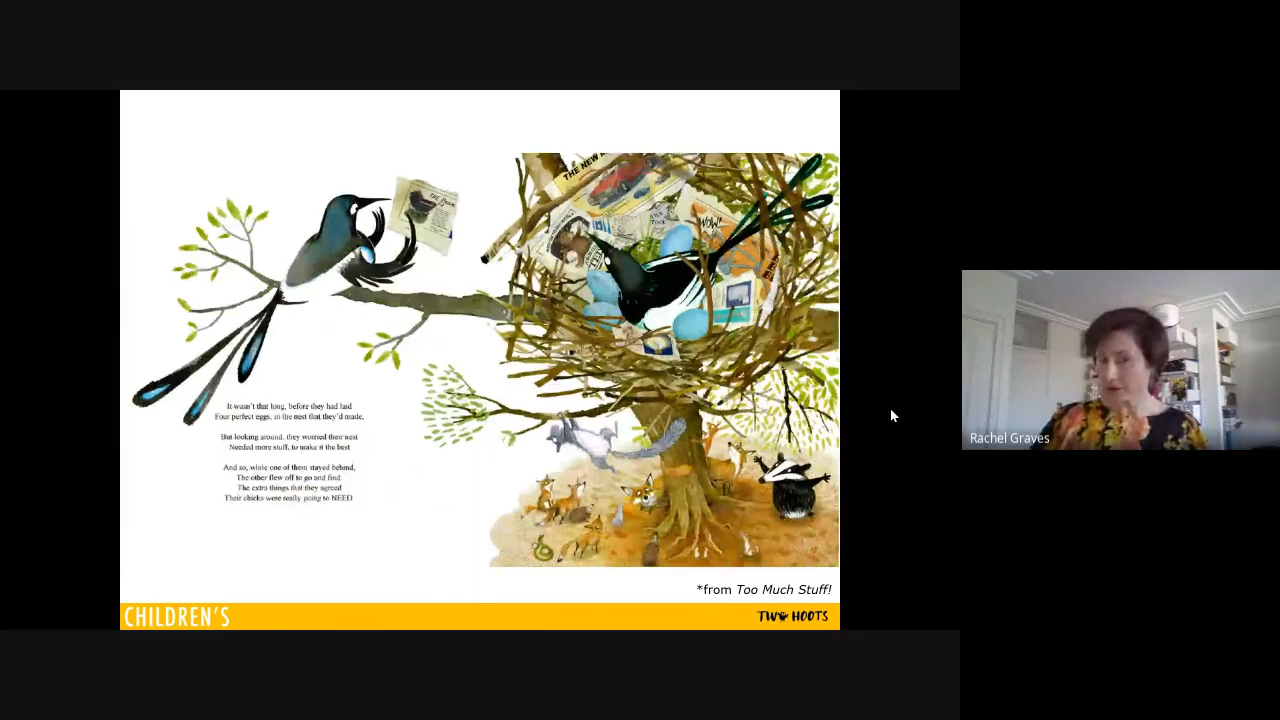 THE NEW
WOW!
It wasn't that long, before they had laid
Four perfect eggs, in the nest that they'd made,
But looking around, they worried their nest
Needed more stuff, to make it the best
And so, while one of them stayed behind,
The other flew off to go and find:
The extra things that they agreed
Their chicks were really going to NEED
*from Too Much Stuff!
CHILDREN'S
TWO HOOTS
Rachel Graves